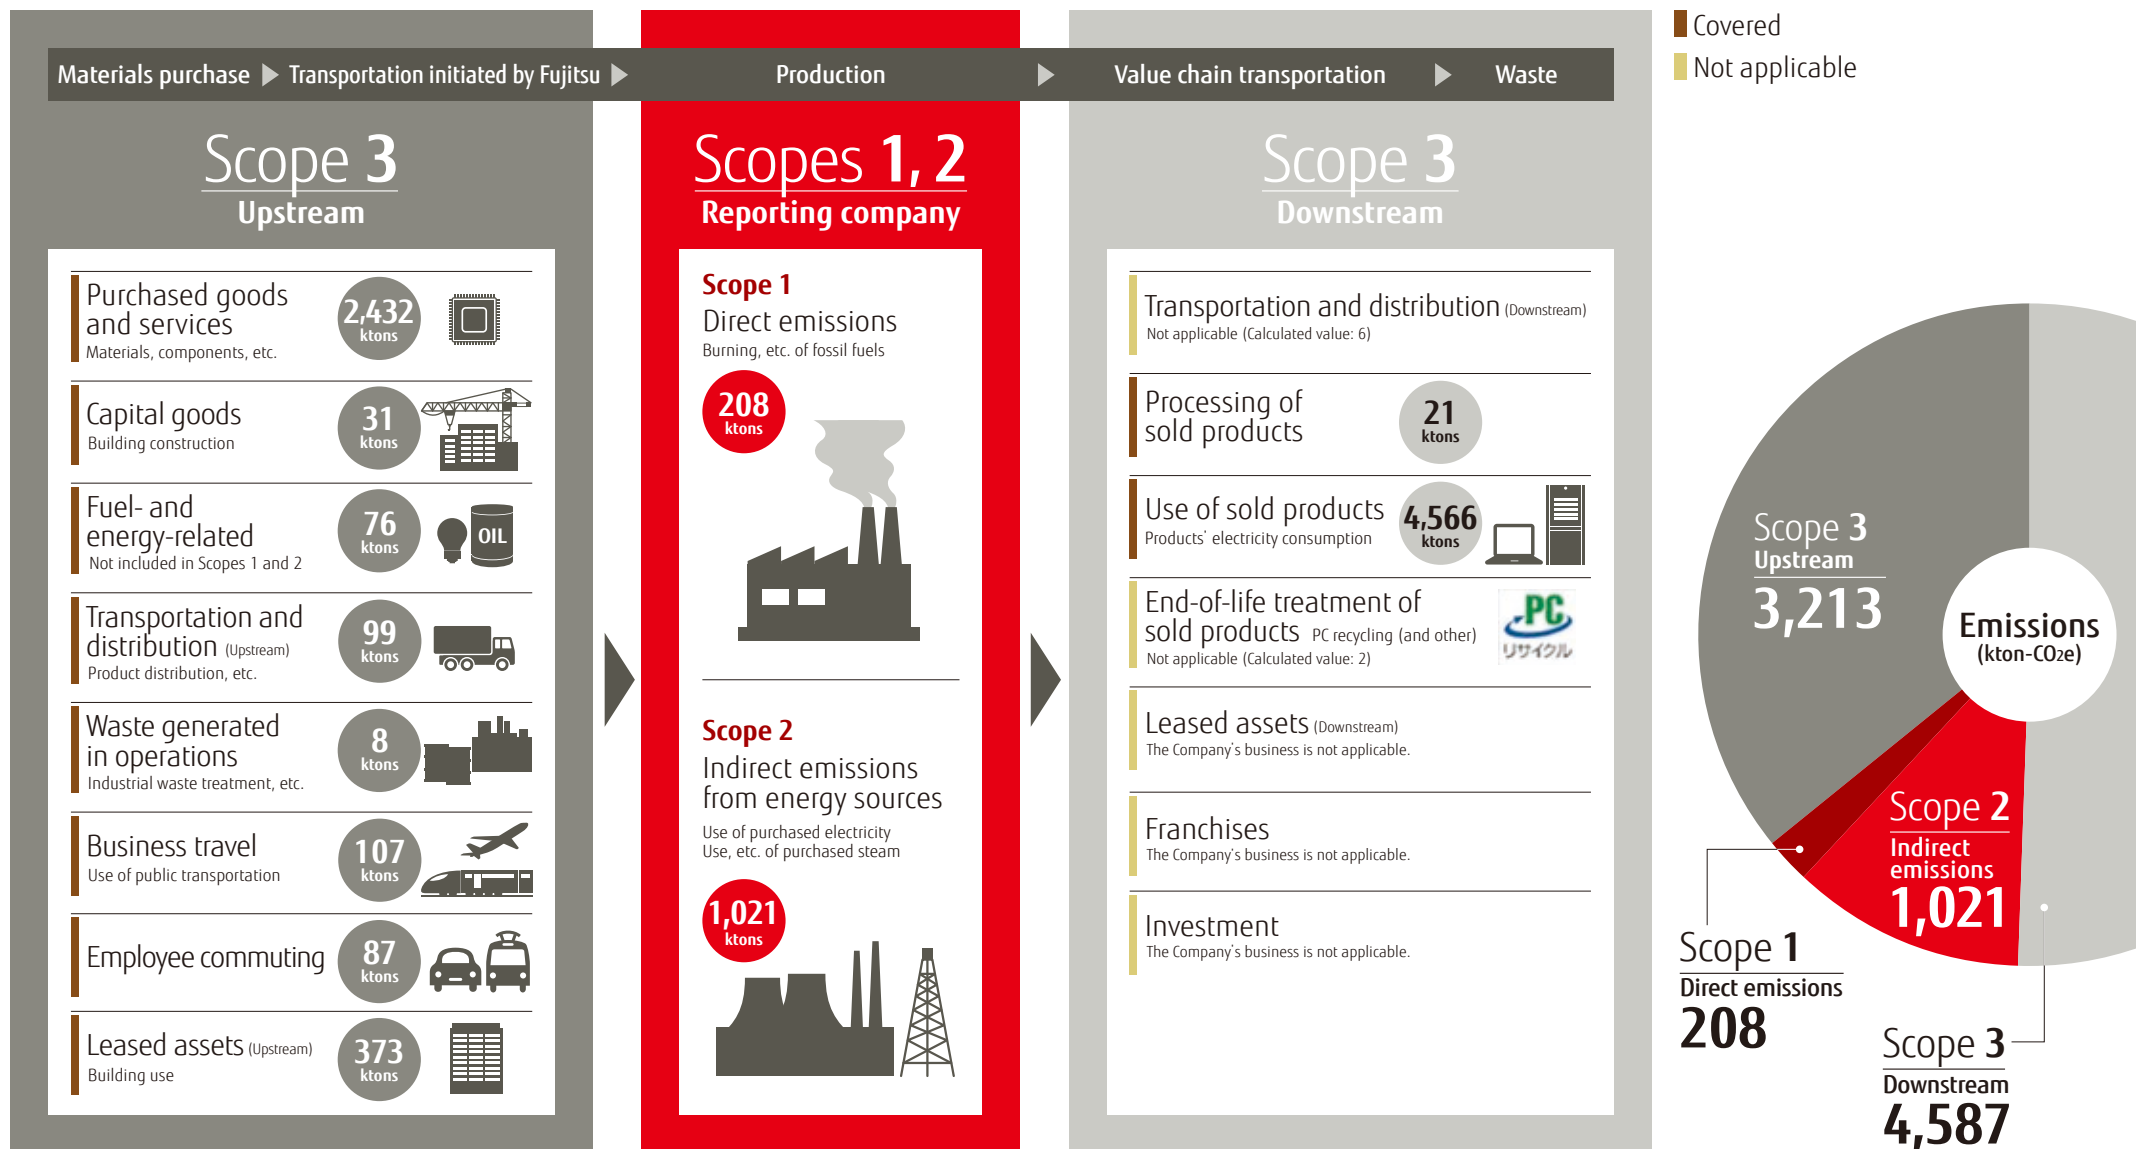 Covered
Not applicable
Materials purchase
Transportation initiated by Fujitsu
Production
Value chain transportation
Waste
Scope 3
Upstream
Purchased goods
and services
Materials, components, etc.
2,432
ktons
Capital goods
Building construction
31
ktons
Fuel- and
energy-related
Not included in Scopes 1 and 2
76
ktons
OIL
Transportation and
distribution (Upstream)
Product distribution, etc.
99
ktons
Waste generated
in operations
Industrial waste treatment, etc.
8
ktons
Business travel
Use of public transportation
107
ktons
Employee commuting
87
ktons
Leased assets (Upstream)
Building use
373
ktons
Scopes 1, 2
Reporting company
Scope 1
Direct emissions
Burning, etc. of fossil fuels
208
ktons
Scope 2
Indirect emissions
from energy sources
Use of purchased electricity
Use, etc. of purchased steam
1,021
ktons
Scope 3
Downstream
Transportation and distribution (Downstream)
Not applicable (Calculated value: 6)
Processing of
sold products
21
ktons
Use of sold products
Products' electricity consumption
4,566
ktons
End-of-life treatment of
sold products PC recycling (and other)
Not applicable (Calculated value: 2)
PC
リサイクル
Leased assets (Downstream)
The Company's business is not applicable.
Franchises
The Company's business is not applicable.
Investment
The Company's business is not applicable.
Scope 3
Upstream
3,213
Emissions
(kton-CO2e)
Scope 2
Indirect
emissions
1,021
Scope 1
Direct emissions
208
Scope 3
Downstream
4,587